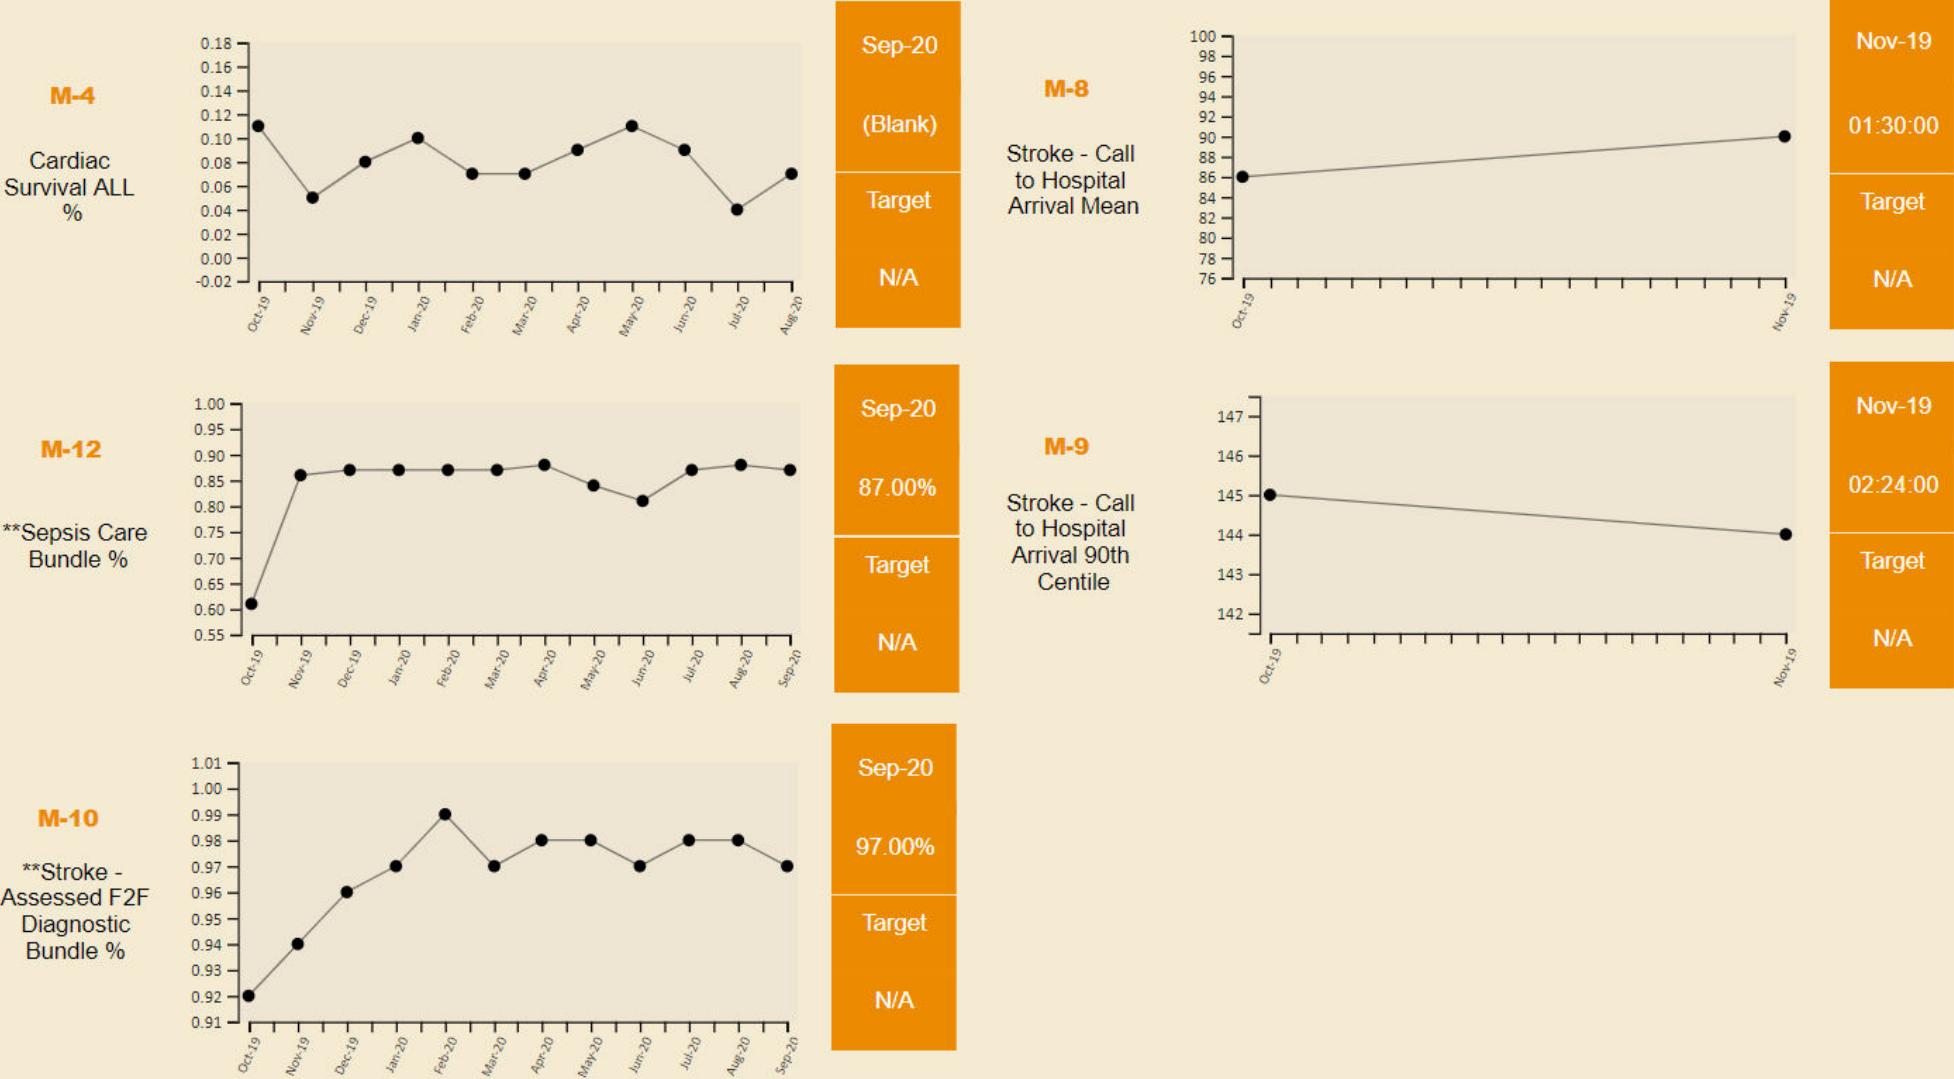 M-4
Cardiac
Survival ALL
%
0.18
0.16
0.14
0.12
0.10
0.08
0.06
0.04
0.02
0.00
-0.02
Oct-19
Nov-19
Dec-19
Jan-20
Feb-20
Mar-20
Apr-20
May-20
Jun-20
Jul-20
Aug-20
Sep-20
(Blank)
Target
N/A
M-8
Stroke - Call
to Hospital
Arrival Mean
100
98
96
94
92
90
88
86
84
82
80
78
76
Oct-19
Nov-19
Nov-19
01:30:00
Target
N/A
M-12
**Sepsis Care
Bundle %
1.00
0.95
0.90
0.85
0.80
0.75
0.70
0.65
0.60
0.55
Oct-19
Nov-19
Dec-19
Jan-20
Feb-20
Mar-20
Apr-20
May-20
Jun-20
Jul-20
Aug-20
Sep-20
Sep-20
87.00%
Target
N/A
M-9
Stroke - Call
to Hospital
Arrival 90th
Centile
147
146
145
144
143
142
Oct-19
Nov-19
Nov-19
02:24:00
Target
N/A
M-10
**Stroke -
Assessed F2F
Diagnostic
Bundle %
1.01
1.00
0.99
0.98
0.97
0.96
0.95
0.94
0.93
0.92
0.91
Oct-19
Nov-19
Dec-19
Jan-20
Feb-20
Mar-20
Apr-20
May-20
Jun-20
Jul-20
Aug-20
Sep-20
Sep-20
97.00%
Target
N/A